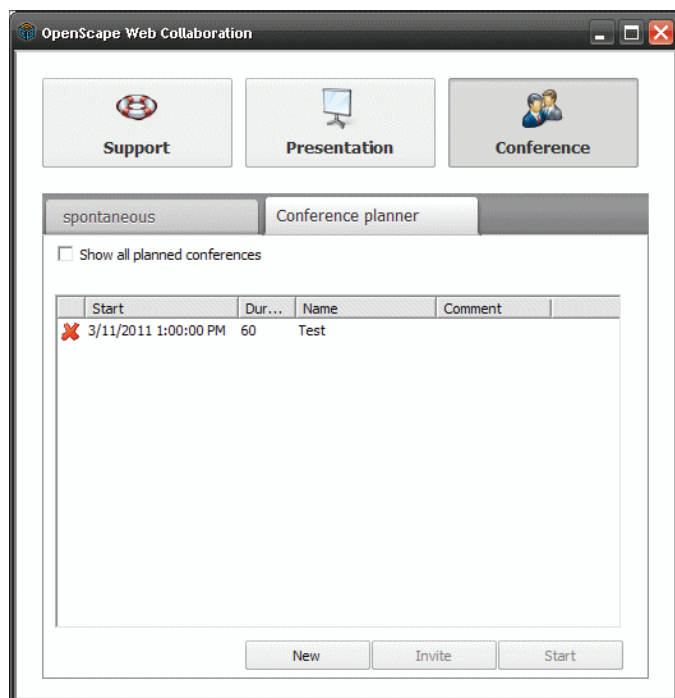 OpenScape Web Collaboration
Support Presentation Conference
spontaneous Conference planner
Show all planned conferences
Start Dur... Name Comment
3/11/2011 1:00:00 PM 60 Test
New Invite Start